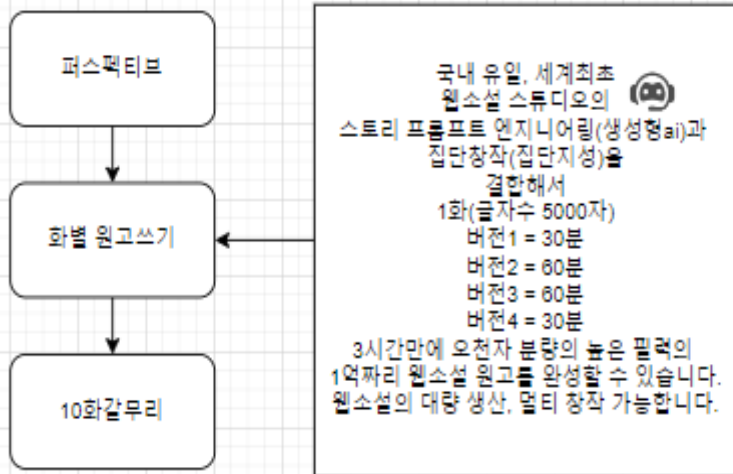 퍼스펙티브
화별 원고쓰기
10화갈무리
국내 유일, 세계최초
웹소설 스튜디오의
스토리 프롬프트 엔지니어링(생성형ai)과
집단창작(집단지성)을
결합해서
1화(글자수 5000자)
버전1 = 30분
버전2 = 60분
버전3 = 60분
버전4 = 30분
3시간만에 오천자 분량의 높은 필력의
1억짜리 웹소설 원고를 완성할 수 있습니다.
웹소설의 대량 생산, 멀티 창작 가능합니다.